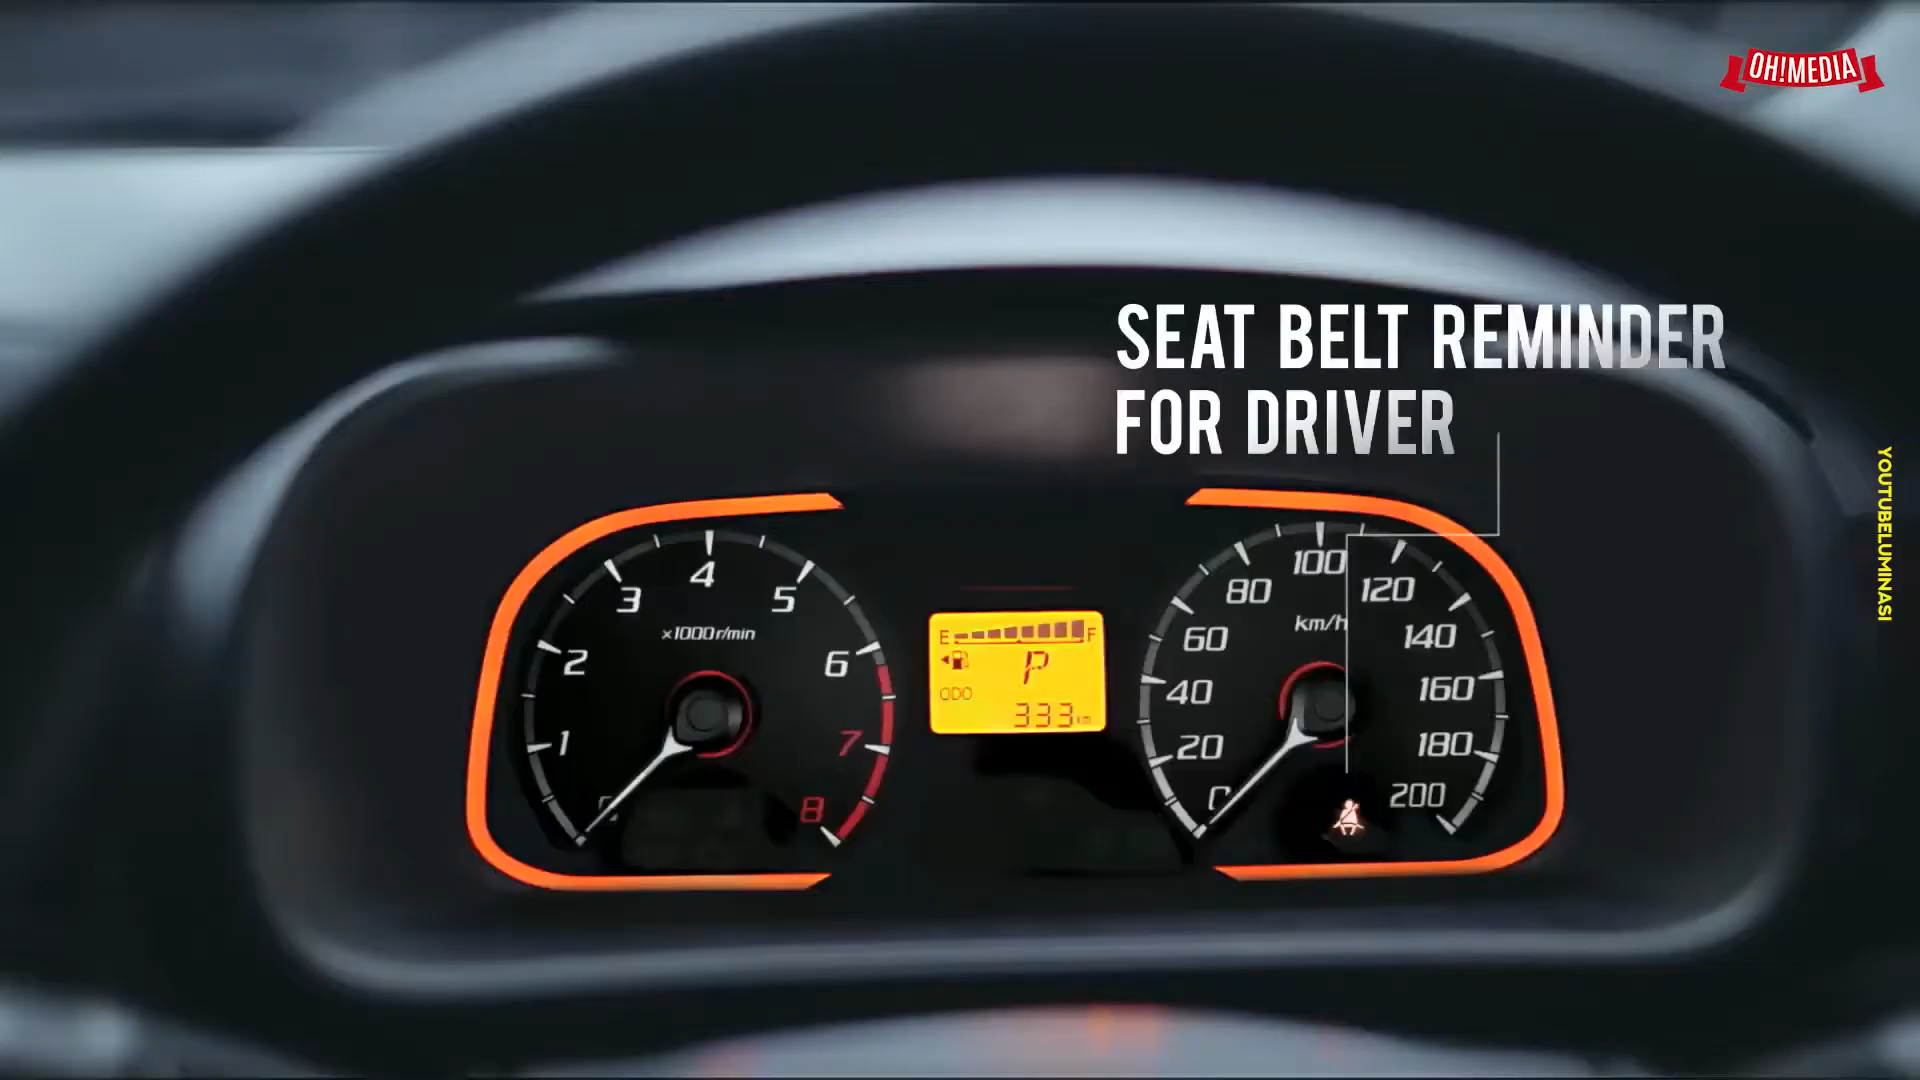 OH!MEDIA
SEAT BELT REMINDER
FOR DRIVER
YOUTUBELUMINASI
1
2
3
4
5
6
7
8
x1000 r/min
E F
P
ODO
333 km
0
20
40
60
80
100
120
140
160
180
200
km/h